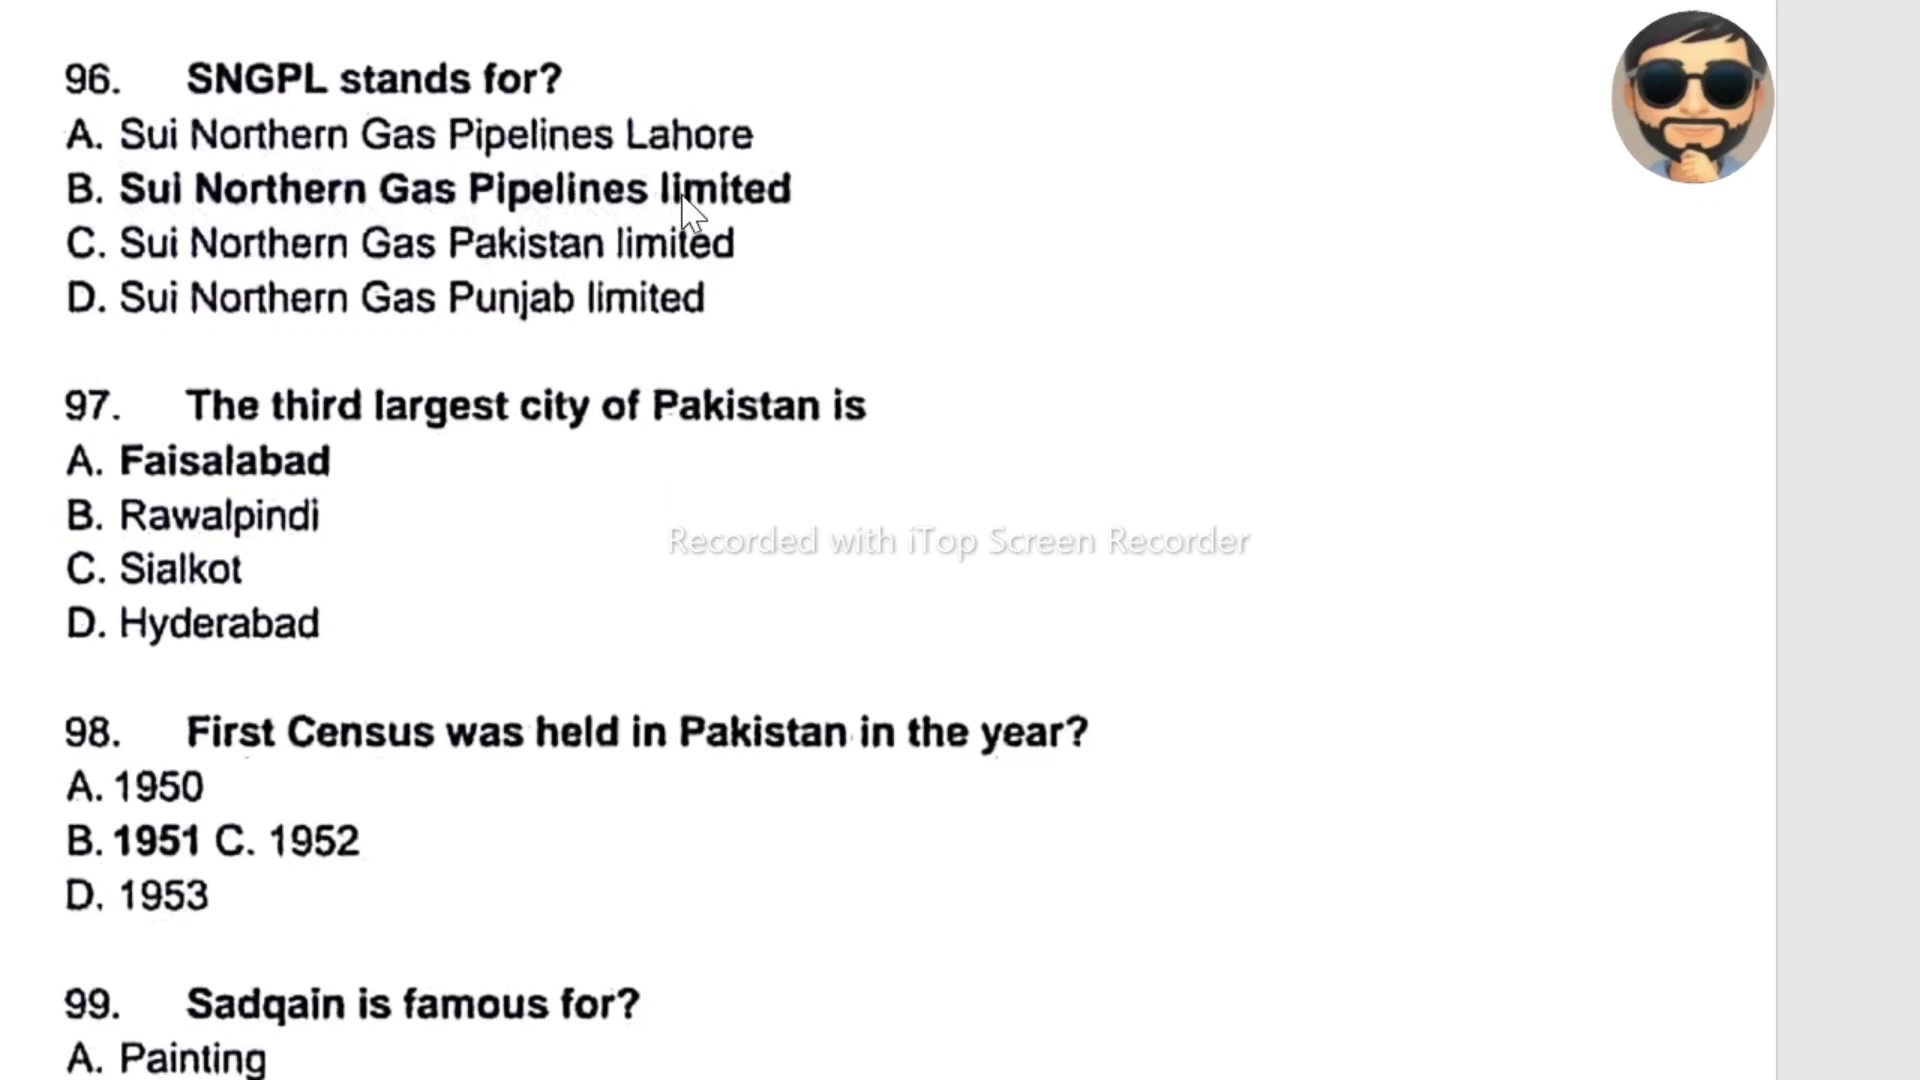 96. SNGPL stands for?
A. Sui Northern Gas Pipelines Lahore
B. Sui Northern Gas Pipelines limited
C. Sui Northern Gas Pakistan limited
D. Sui Northern Gas Punjab limited
97. The third largest city of Pakistan is
A. Faisalabad
B. Rawalpindi
Recorded with iTop Screen Recorder
C. Sialkot
D. Hyderabad
98. First Census was held in Pakistan in the year?
A. 1950
B. 1951 C. 1952
D. 1953
99. Sadqain is famous for?
A. Painting